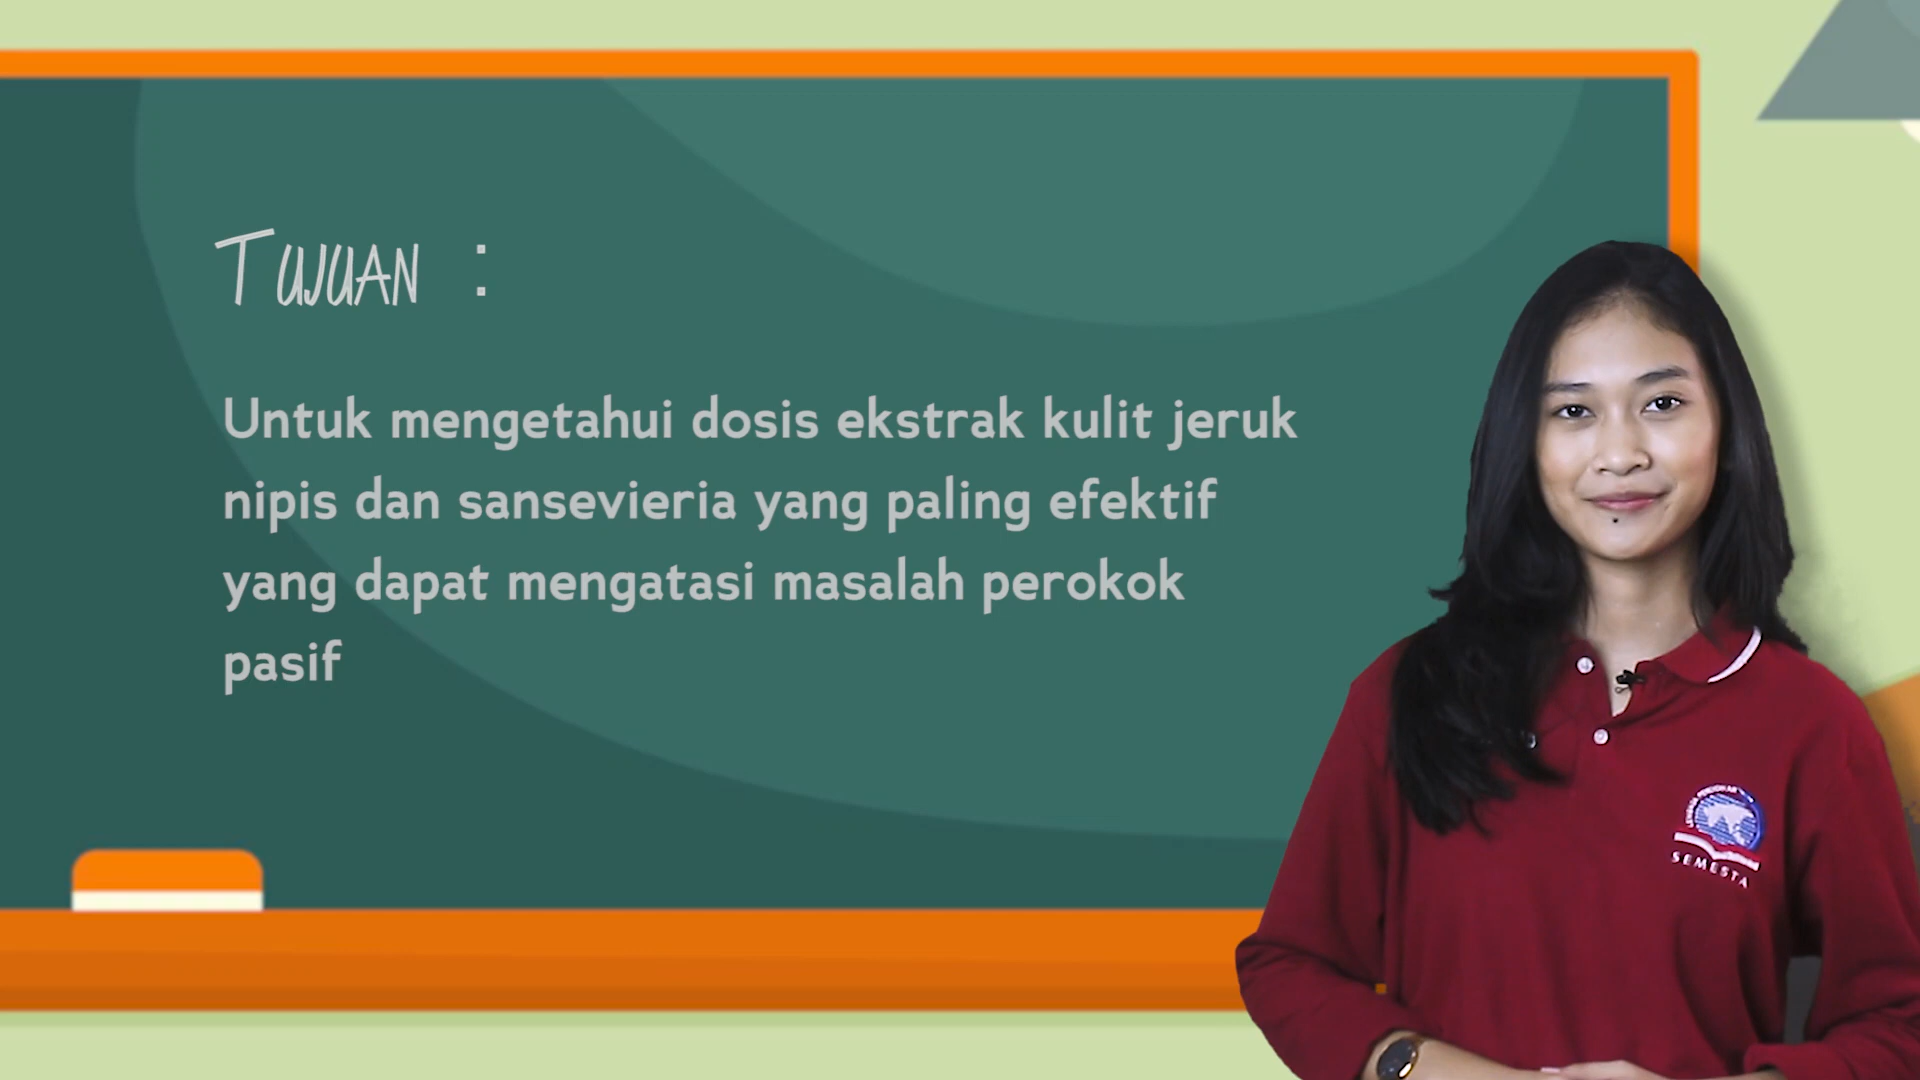 TUJUAN :
Untuk mengetahui dosis ekstrak kulit jeruk
nipis dan sansevieria yang paling efektif
yang dapat mengatasi masalah perokok
pasif
SEMESTA